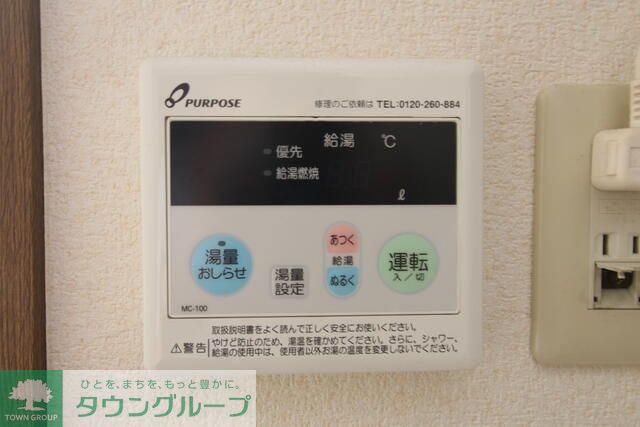 PURPOSE
修理のご依頼は TEL:0120-260-884
給湯 ℃
優先
給湯燃焼
ℓ
湯量
おしらせ
湯量
設定
あつく
給湯
ぬるく
運転
入／切
MC-100
⚠警告
取扱説明書をよく読んで正しく安全にお使いください。
やけど防止のため、湯温を確かめてください。さらに、シャワー、
給湯の使用中は、使用者以外お湯の温度を変更しないでください。
TOWN GROUP
ひとを、まちを、もっと豊かに。
タウングループ